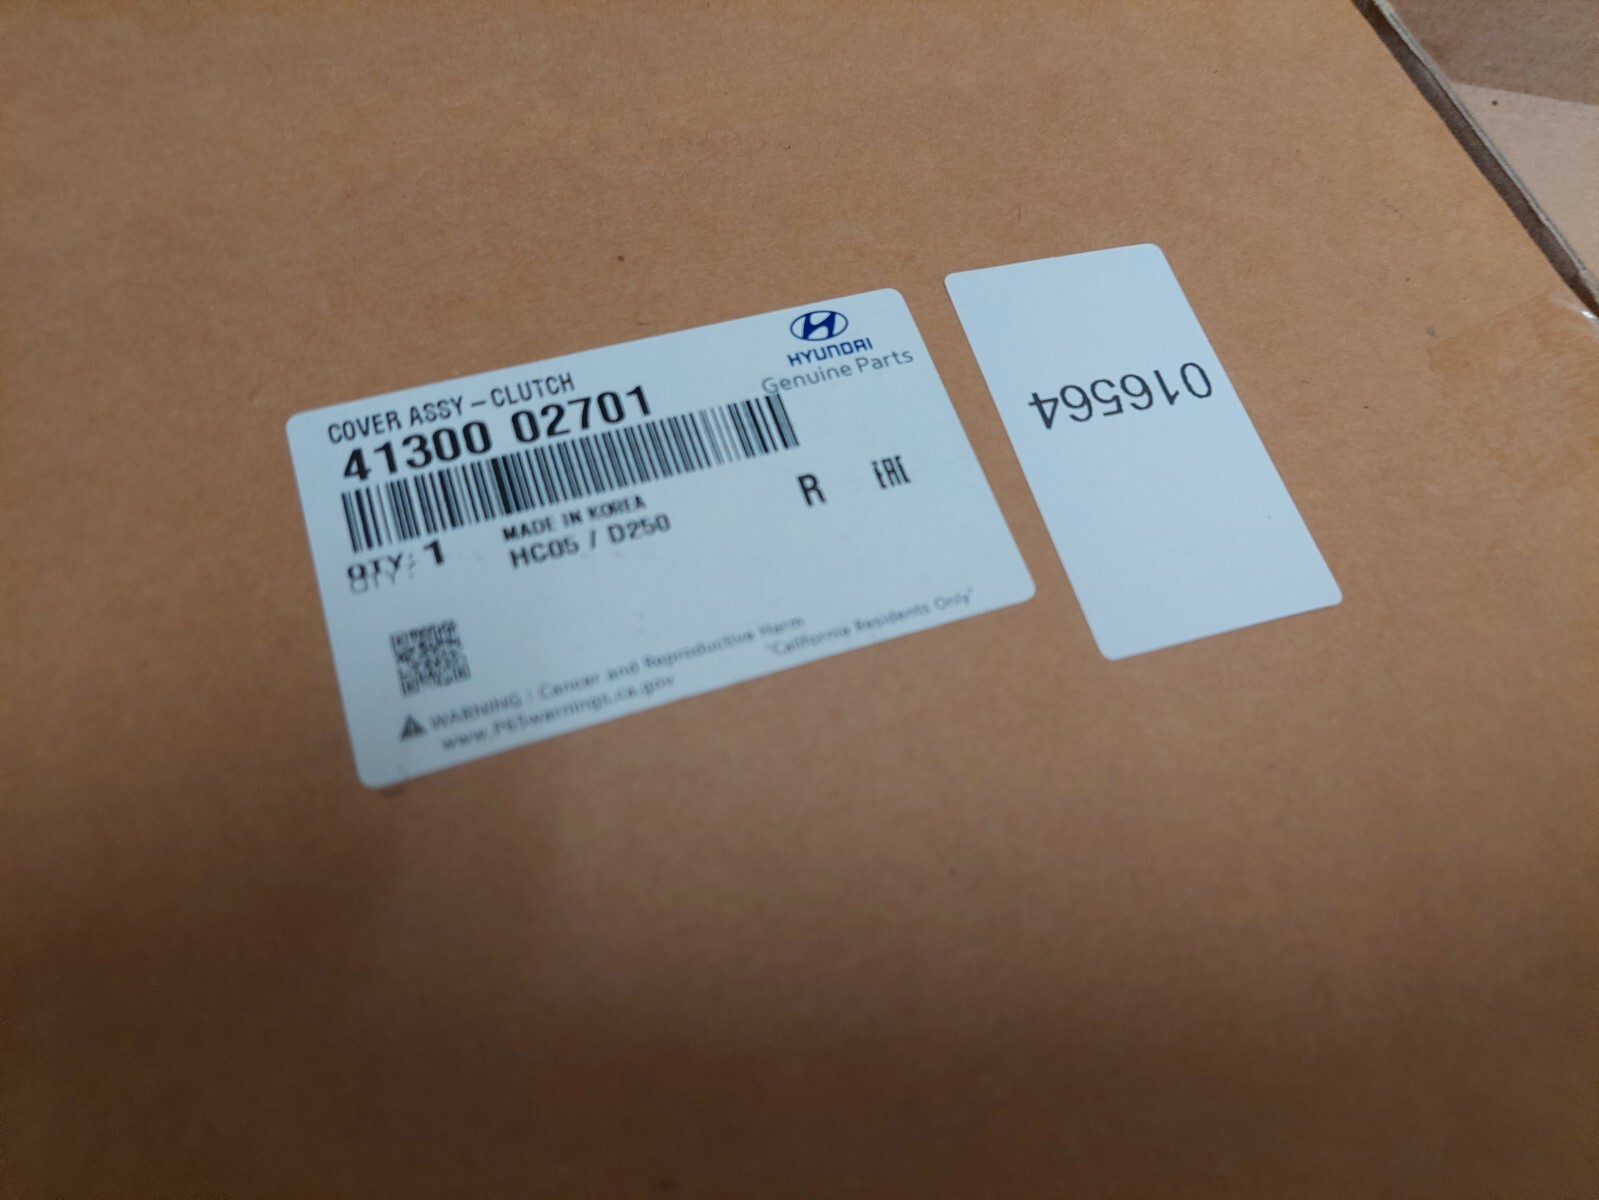 HYUNDAI
Genuine Parts
COVER ASSY-CLUTCH
41300 02701
R EAC
MADE IN KOREA
QTY: 1 HC05 / D250
QTY:
WARNING : Cancer and Reproductive Harm
www.P65warnings.ca.gov "California Residents Only"
016564